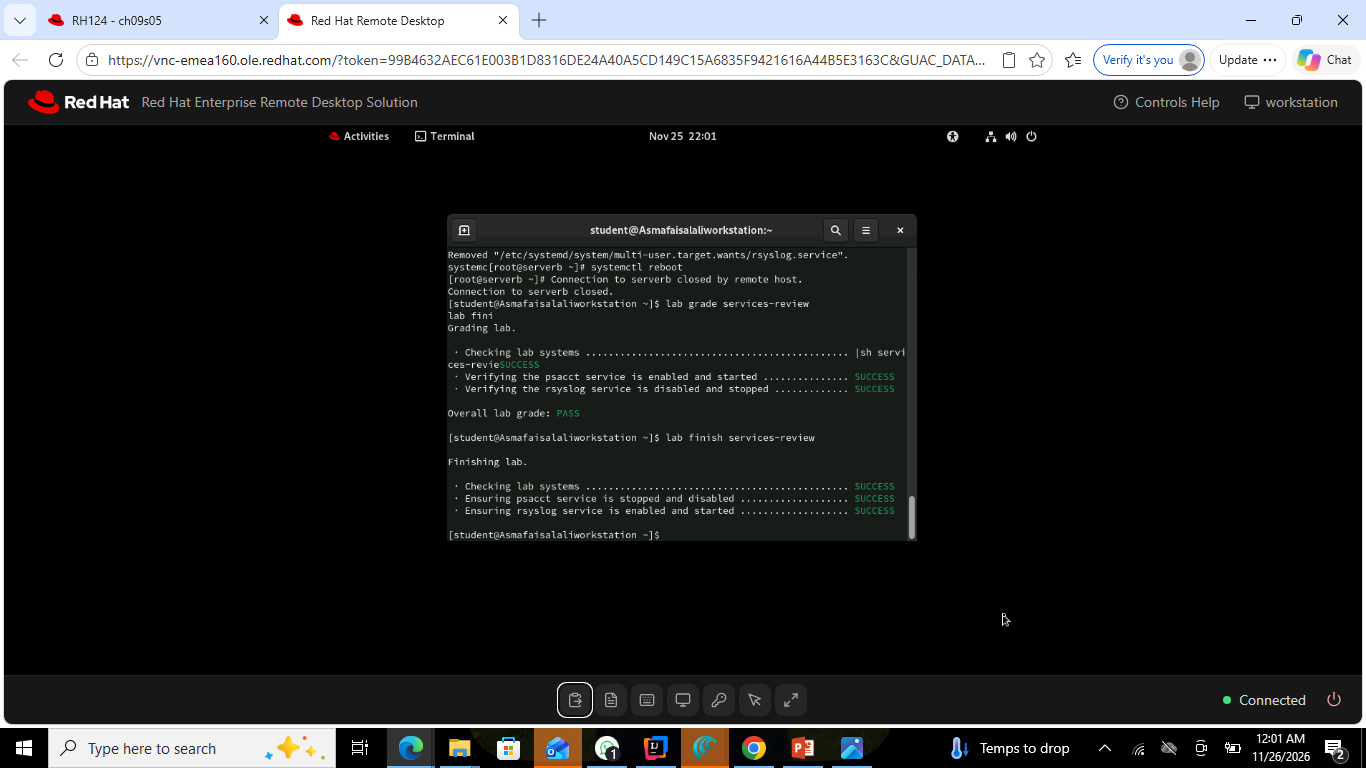 RH124 - ch09s05
Red Hat Remote Desktop
https://vnc-emea160.ole.redhat.com/?token=99B4632AEC61E003B1D8316DE24A40A5CD149C15A6835F9421616A44B5E3163C&GUAC_DATA...
Verify it's you
Update
Chat
Red Hat
Red Hat Enterprise Remote Desktop Solution
Controls Help
workstation
Activities
Terminal
Nov 25 22:01
student@Asmafaisalaliworkstation:~
Removed "/etc/systemd/system/multi-user.target.wants/rsyslog.service".
systemc[root@serverb ~]# systemctl reboot
[root@serverb ~]# Connection to serverb closed by remote host.
Connection to serverb closed.
[student@Asmafaisalaliworkstation ~]$ lab grade services-review
lab fini
Grading lab.
· Checking lab systems ............................................. |sh servi
ces-revieSUCCESS
· Verifying the psacct service is enabled and started ............... SUCCESS
· Verifying the rsyslog service is disabled and stopped ............. SUCCESS
Overall lab grade: PASS
[student@Asmafaisalaliworkstation ~]$ lab finish services-review
Finishing lab.
· Checking lab systems ............................................. SUCCESS
· Ensuring psacct service is stopped and disabled ................... SUCCESS
· Ensuring rsyslog service is enabled and started ................... SUCCESS
[student@Asmafaisalaliworkstation ~]$
Connected
Type here to search
1
Temps to drop
12:01 AM
11/26/2026
2